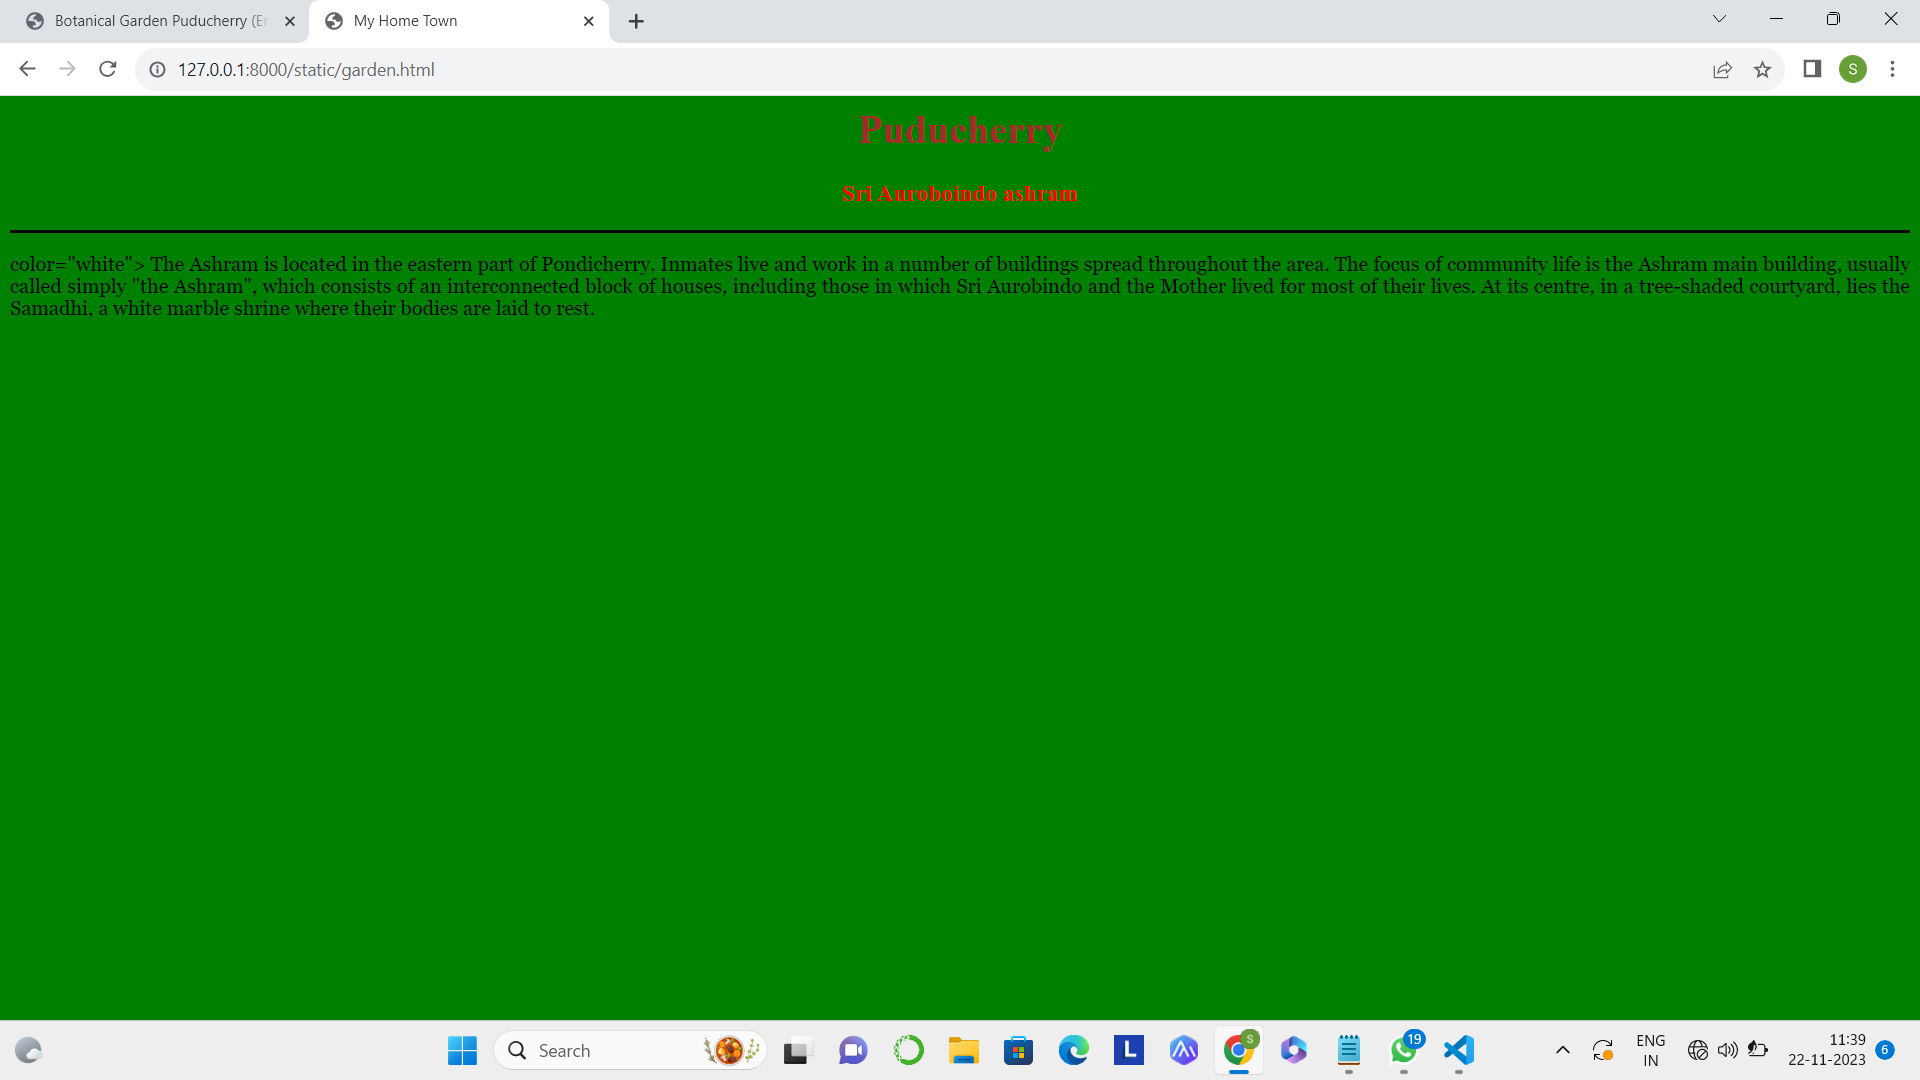 Botanical Garden Puducherry (En
My Home Town
127.0.0.1:8000/static/garden.html
S
Puducherry
Sri Auroboindo ashram
color="white"> The Ashram is located in the eastern part of Pondicherry. Inmates live and work in a number of buildings spread throughout the area. The focus of community life is the Ashram main building, usually
called simply "the Ashram", which consists of an interconnected block of houses, including those in which Sri Aurobindo and the Mother lived for most of their lives. At its centre, in a tree-shaded courtyard, lies the
Samadhi, a white marble shrine where their bodies are laid to rest.
Search
L
S
19
ENG
IN
11:39
22-11-2023
6